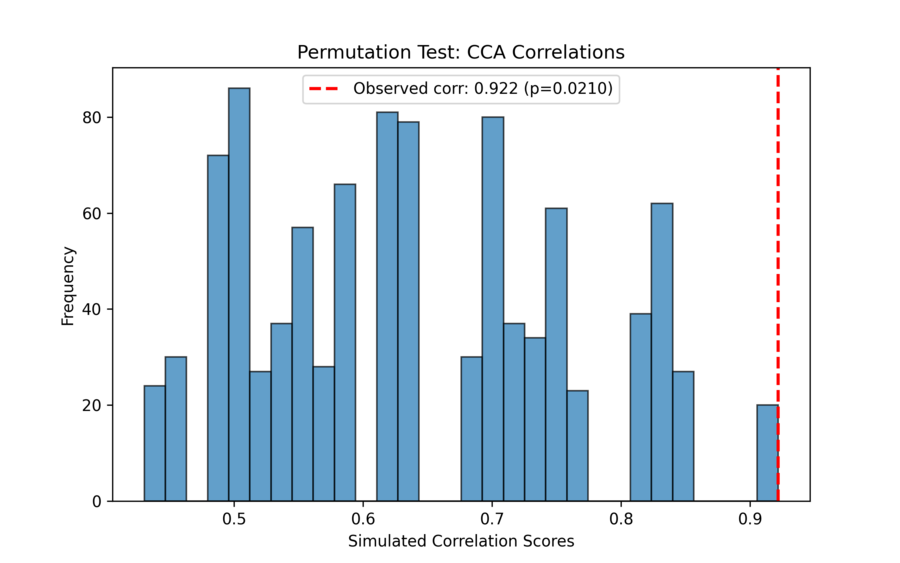 Permutation Test: CCA Correlations
Observed corr: 0.922 (p=0.0210)
Frequency
80
60
40
20
0
0.5 0.6 0.7 0.8 0.9
Simulated Correlation Scores